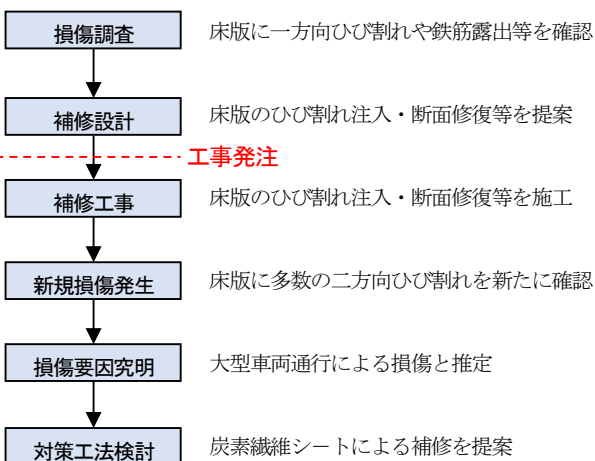 損傷調査 床版に一方向ひび割れや鉄筋露出等を確認
補修設計 床版のひび割れ注入・断面修復等を提案
工事発注
補修工事 床版のひび割れ注入・断面修復等を施工
新規損傷発生 床版に多数の二方向ひび割れを新たに確認
損傷要因究明 大型車両通行による損傷と推定
対策工法検討 炭素繊維シートによる補修を提案